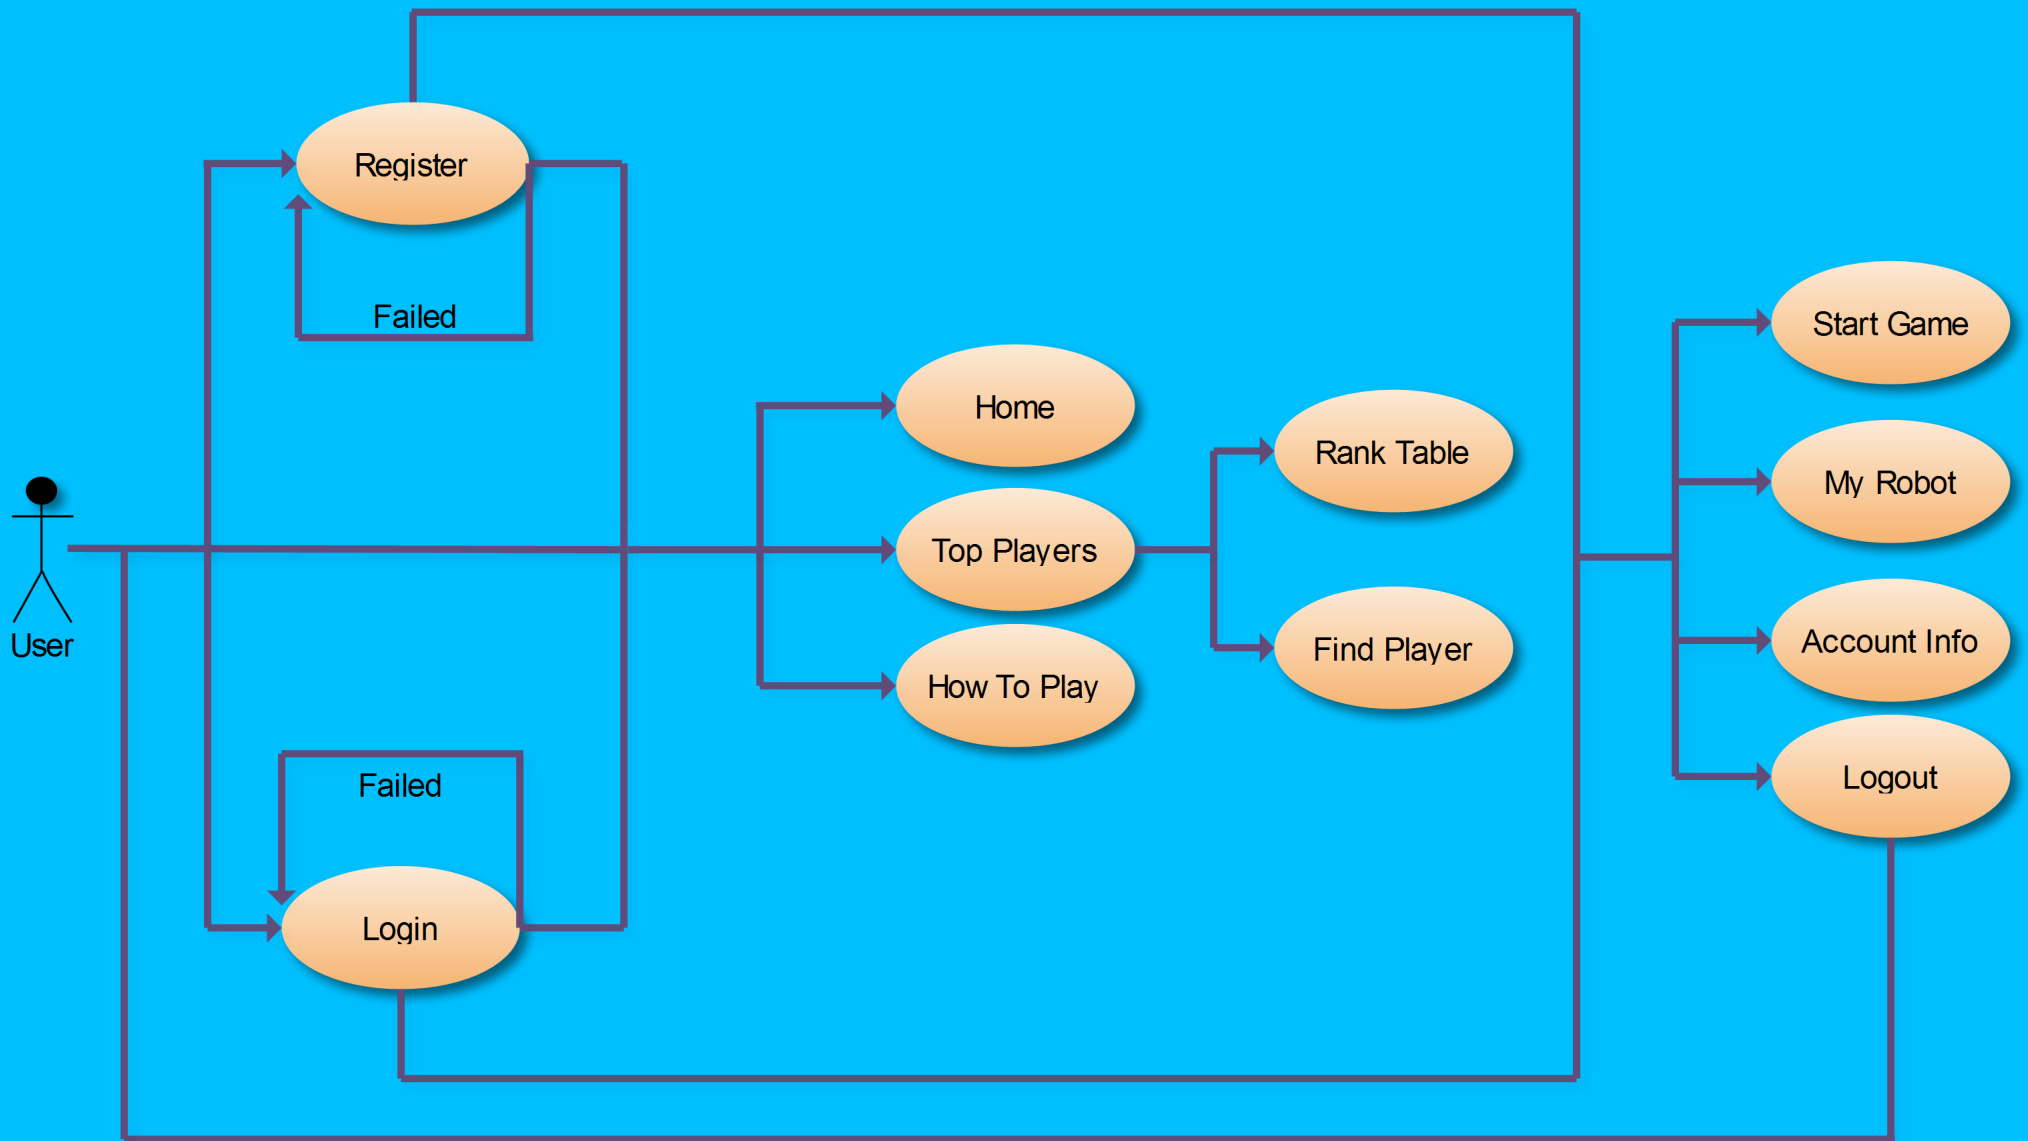 Register
Failed
Start Game
Home
Rank Table
My Robot
Top Players
User
Find Player
Account Info
How To Play
Failed
Logout
Login